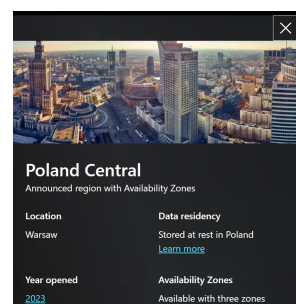 Poland Central
Announced region with Availability Zones
Location
Data residency
Warsaw
Stored at rest in Poland
Learn more
Year opened
Availability Zones
2023
Available with three zones